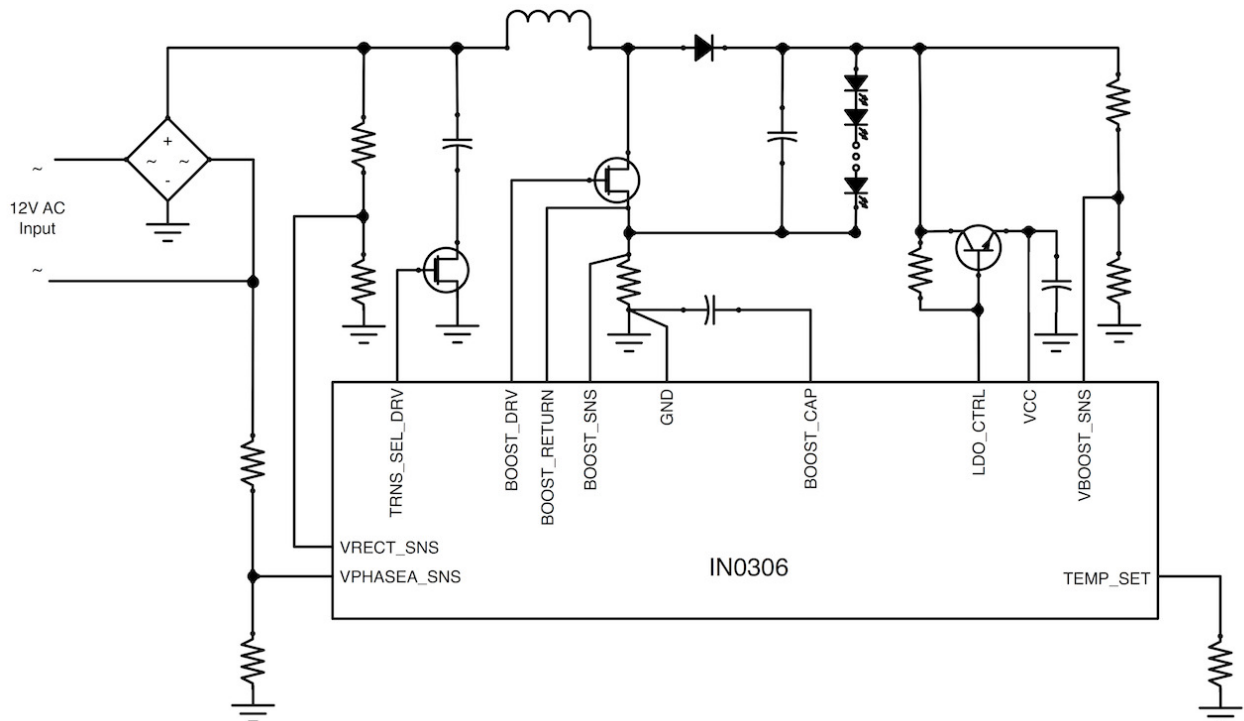 +
~ ~
-
~
12V AC
Input
~
TRNS_SEL_DRV
BOOST_DRV
BOOST_RETURN
BOOST_SNS
GND
BOOST_CAP
LDO_CTRL
VCC
VBOOST_SNS
VRECT_SNS
VPHASEA_SNS
IN0306
TEMP_SET